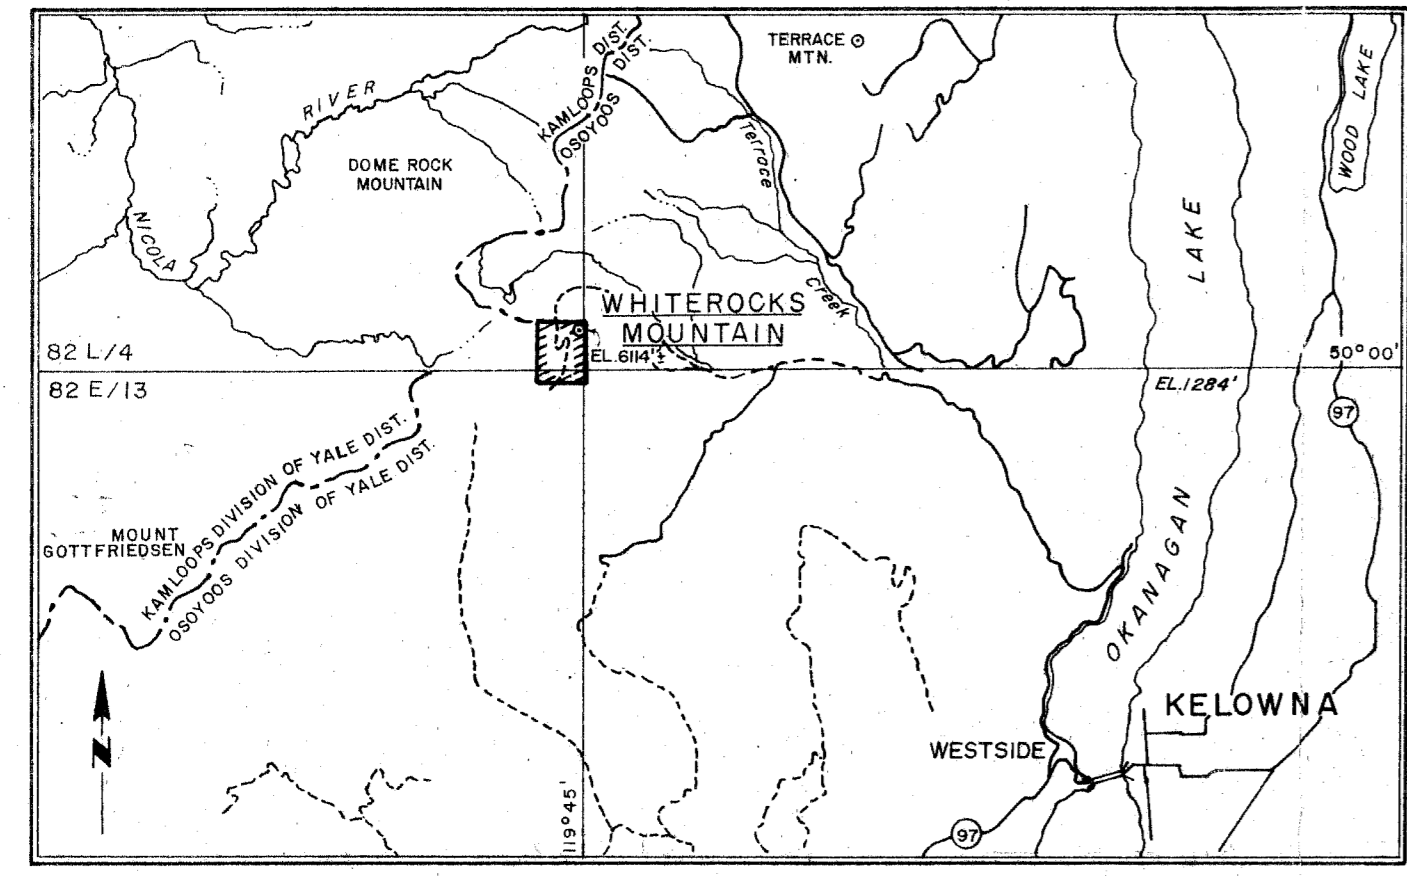 TERRACE
MTN.
KAMLOOPS DIST.
OSOYOOS DIST.
RIVER
WOOD LAKE
Terrace
DOME ROCK
MOUNTAIN
NICOLA
LAKE
Creek
WHITEROCKS
MOUNTAIN
EL. 6114'±
82 L/4
50°00'
82 E/13
EL. 1284'
97
KAMLOOPS DIVISION OF YALE DIST.
OSOYOOS DIVISION OF YALE DIST.
MOUNT
GOTTFRIEDSEN
OKANAGAN
N
KELOWNA
WESTSIDE
119°45'
97